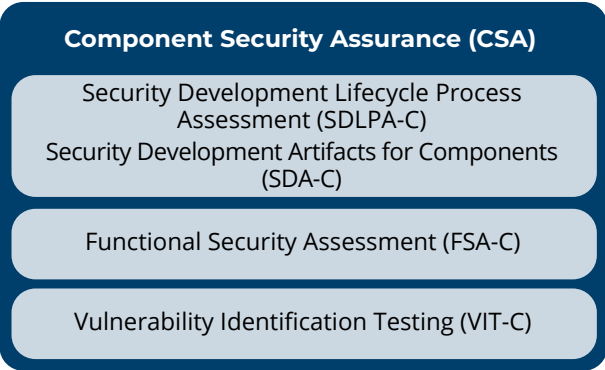 Component Security Assurance (CSA)
Security Development Lifecycle Process
Assessment (SDLPA-C)
Security Development Artifacts for Components
(SDA-C)
Functional Security Assessment (FSA-C)
Vulnerability Identification Testing (VIT-C)